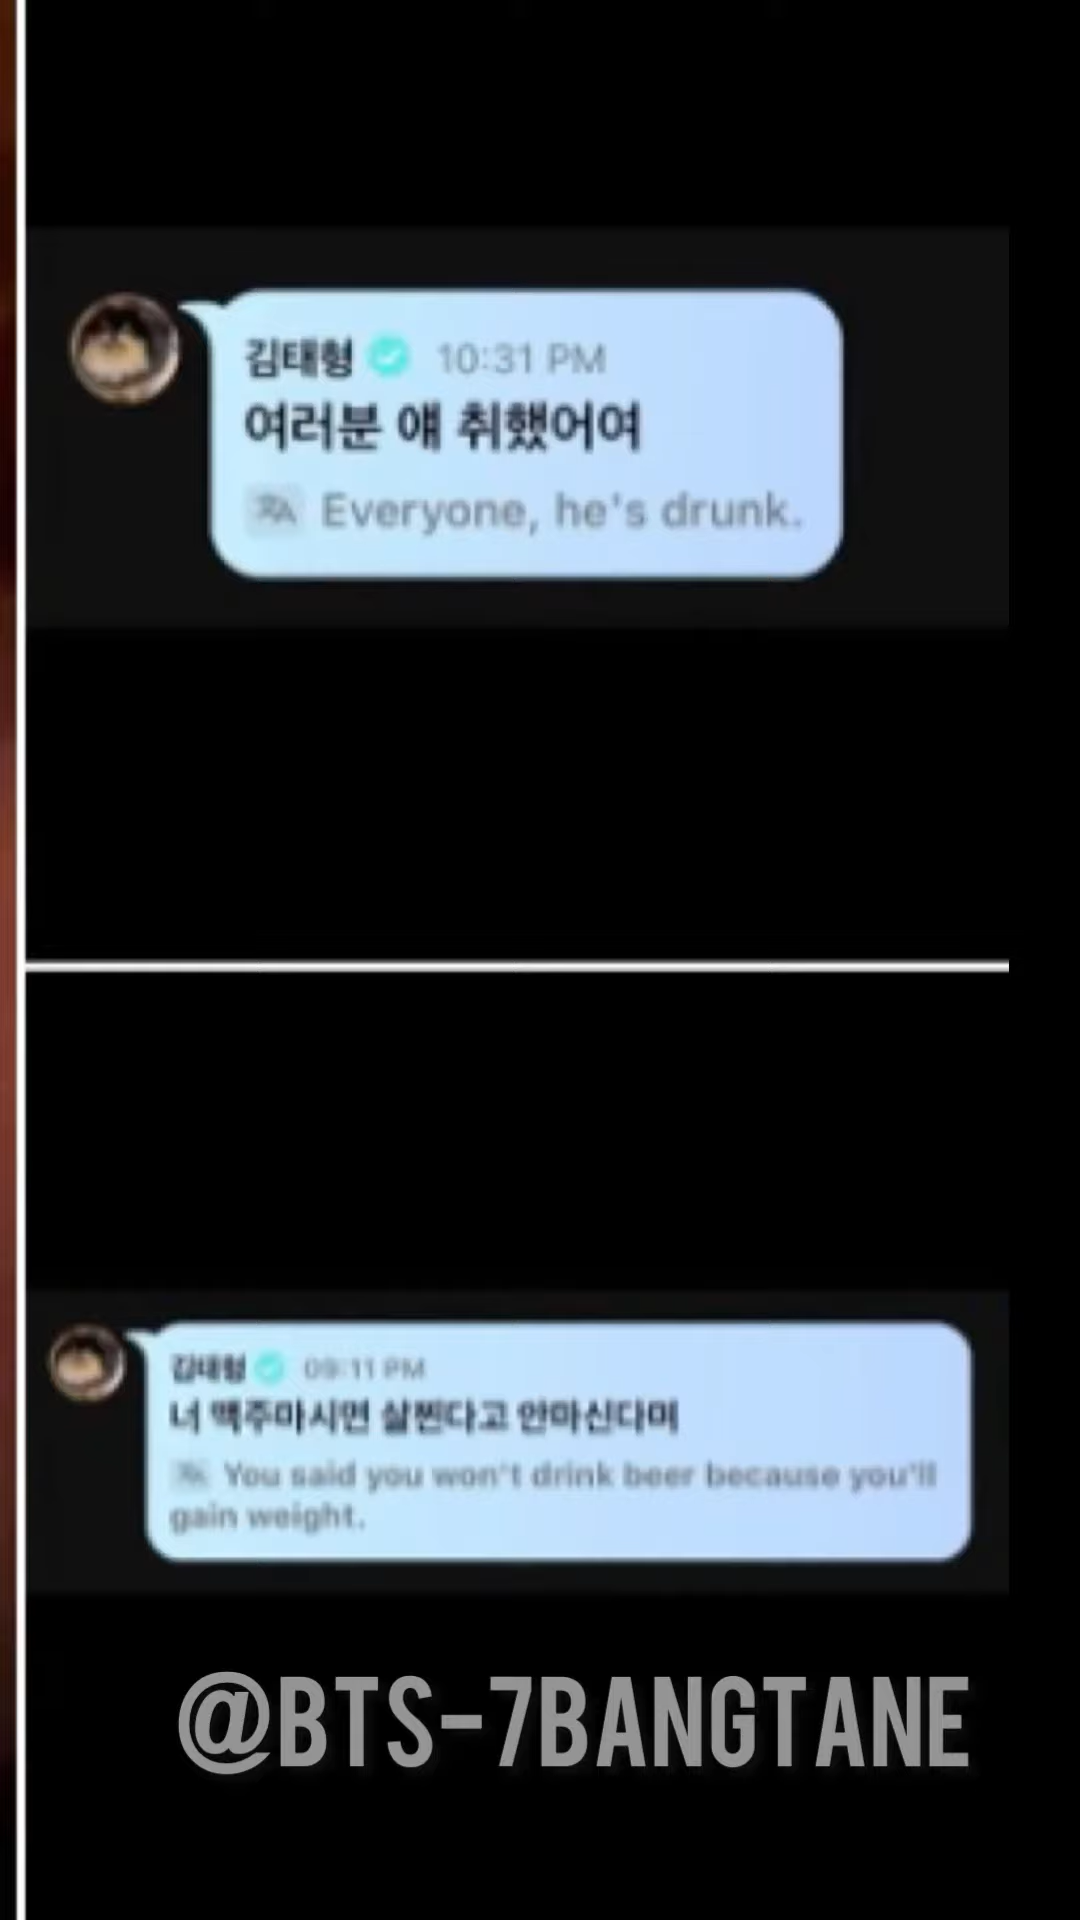 김태형 10:31 PM
여러분 얘 취했어여
Everyone, he's drunk.
김태형 09:11 PM
너 맥주마시면 살찐다고 안마신다며
You said you won't drink beer because you'll
gain weight.
@BTS-7BANGTANE